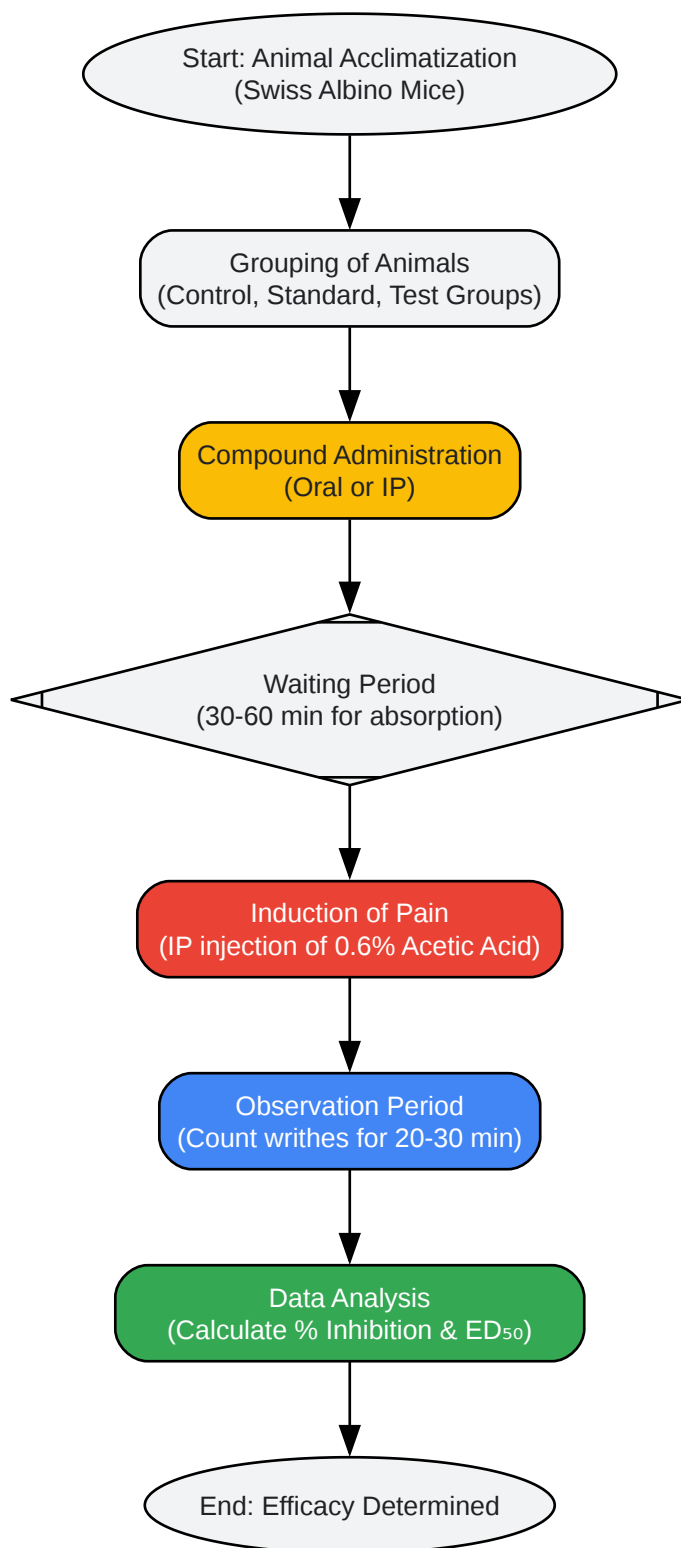 Start: Animal Acclimatization
(Swiss Albino Mice)
Grouping of Animals
(Control, Standard, Test Groups)
Compound Administration
(Oral or IP)
Waiting Period
(30-60 min for absorption)
Induction of Pain
(IP injection of 0.6% Acetic Acid)
Observation Period
(Count writhes for 20-30 min)
Data Analysis
(Calculate % Inhibition & ED₅₀)
End: Efficacy Determined